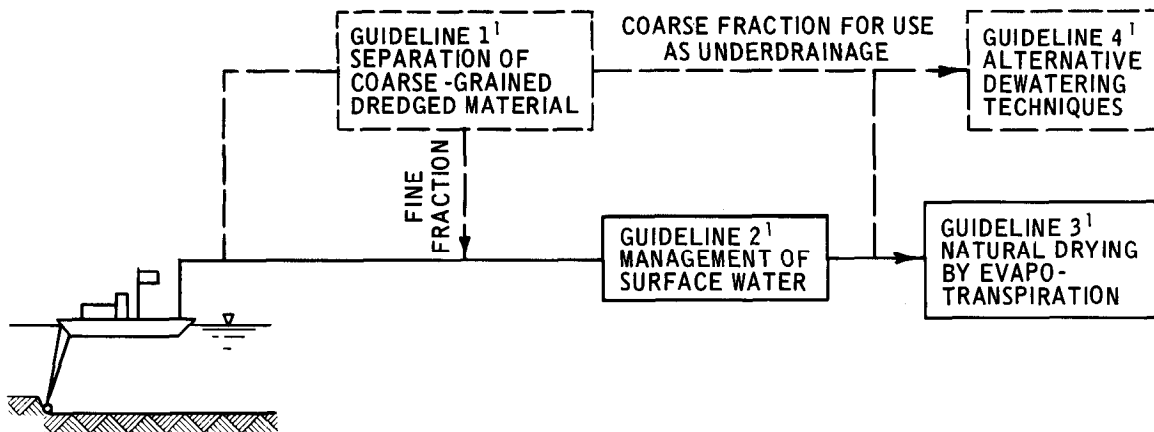 GUIDELINE 1¹
SEPARATION OF
COARSE-GRAINED
DREDGED MATERIAL
COARSE FRACTION FOR USE
AS UNDERDRAINAGE
GUIDELINE 4¹
ALTERNATIVE
DEWATERING
TECHNIQUES
FINE
FRACTION
GUIDELINE 2¹
MANAGEMENT OF
SURFACE WATER
GUIDELINE 3¹
NATURAL DRYING
BY EVAPO-
TRANSPIRATION